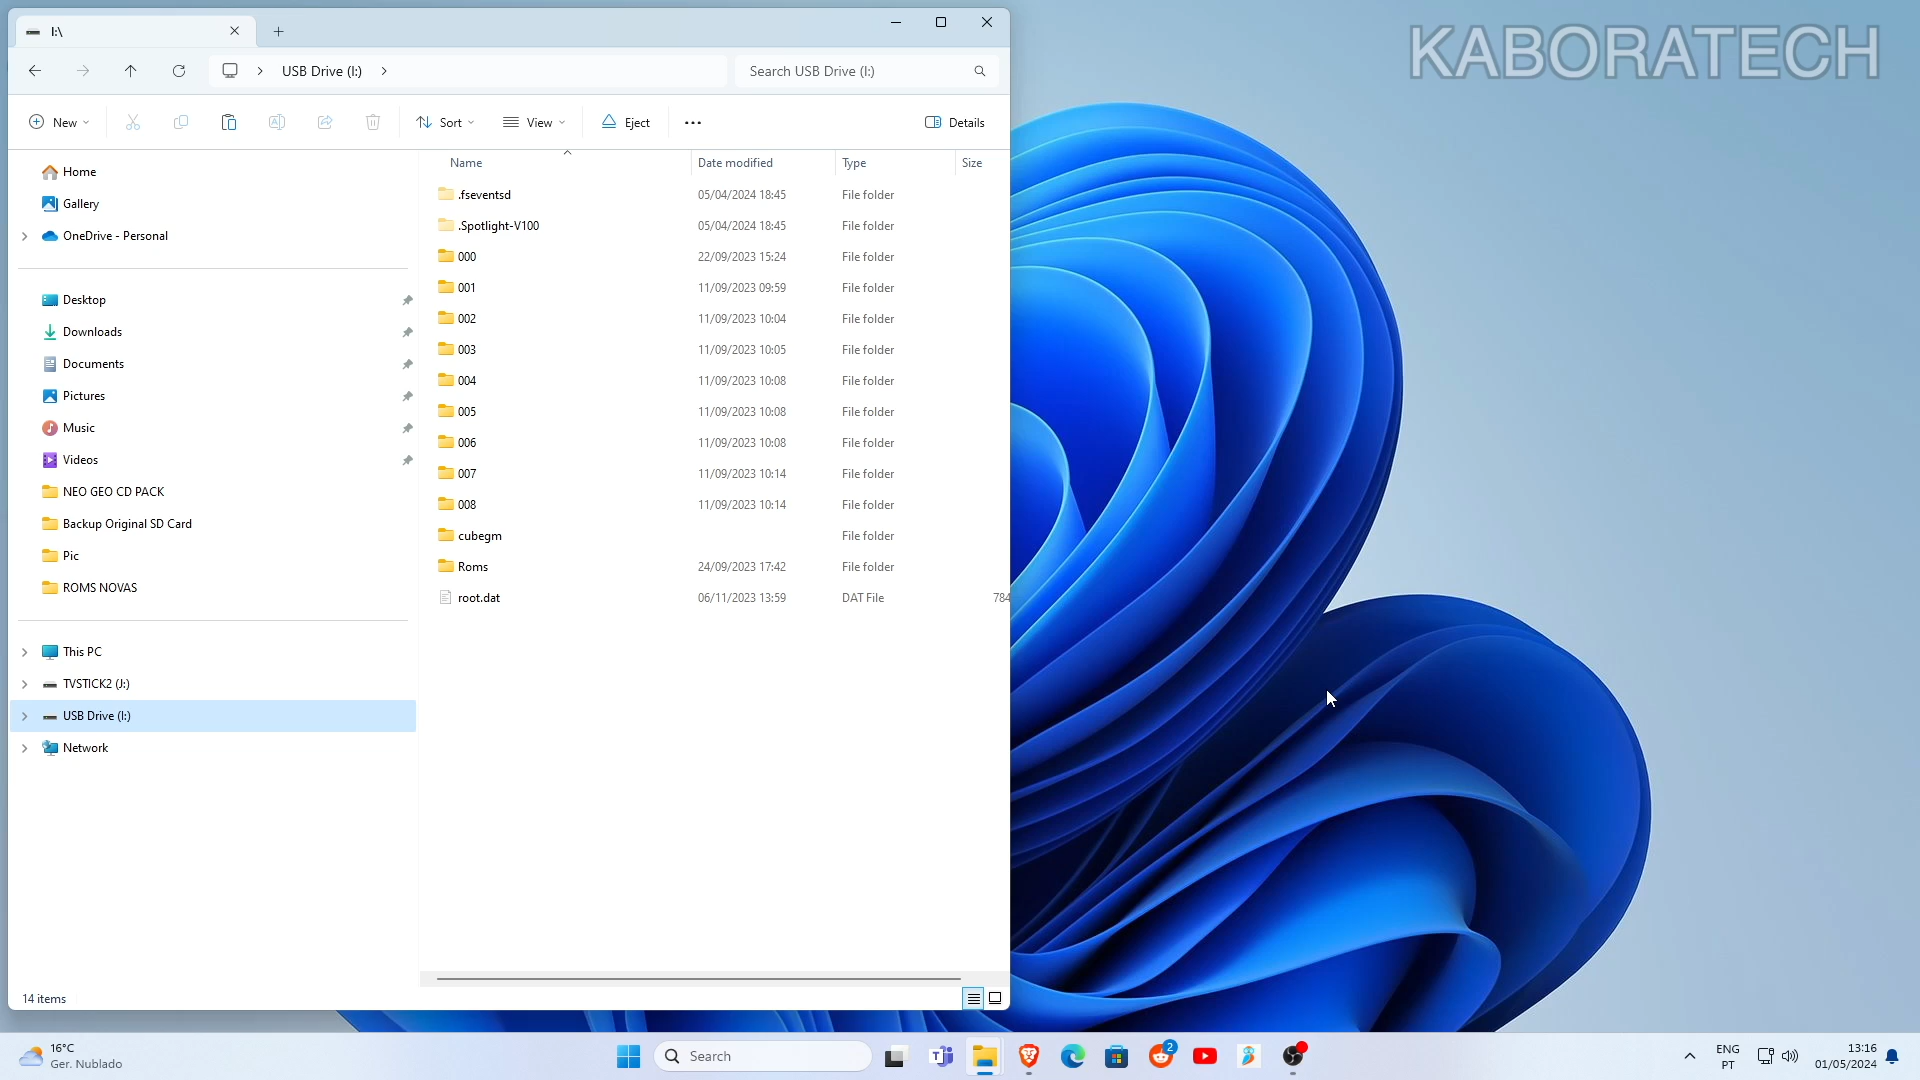 I:\
KABORATECH
USB Drive (I:)
Search USB Drive (I:)
New
Sort
View
Eject
Details
Home
Gallery
OneDrive - Personal
Desktop
Downloads
Documents
Pictures
Music
Videos
NEO GEO CD PACK
Backup Original SD Card
Pic
ROMS NOVAS
This PC
TVSTICK2 (J:)
USB Drive (I:)
Network
Name Date modified Type Size
.fseventsd 05/04/2024 18:45 File folder
.Spotlight-V100 05/04/2024 18:45 File folder
000 22/09/2023 15:24 File folder
001 11/09/2023 09:59 File folder
002 11/09/2023 10:04 File folder
003 11/09/2023 10:05 File folder
004 11/09/2023 10:08 File folder
005 11/09/2023 10:08 File folder
006 11/09/2023 10:08 File folder
007 11/09/2023 10:14 File folder
008 11/09/2023 10:14 File folder
cubegm File folder
Roms 24/09/2023 17:42 File folder
root.dat 06/11/2023 13:59 DAT File 784
14 items
16°C
Ger. Nublado
Search
2
ENG
PT
13:16
01/05/2024